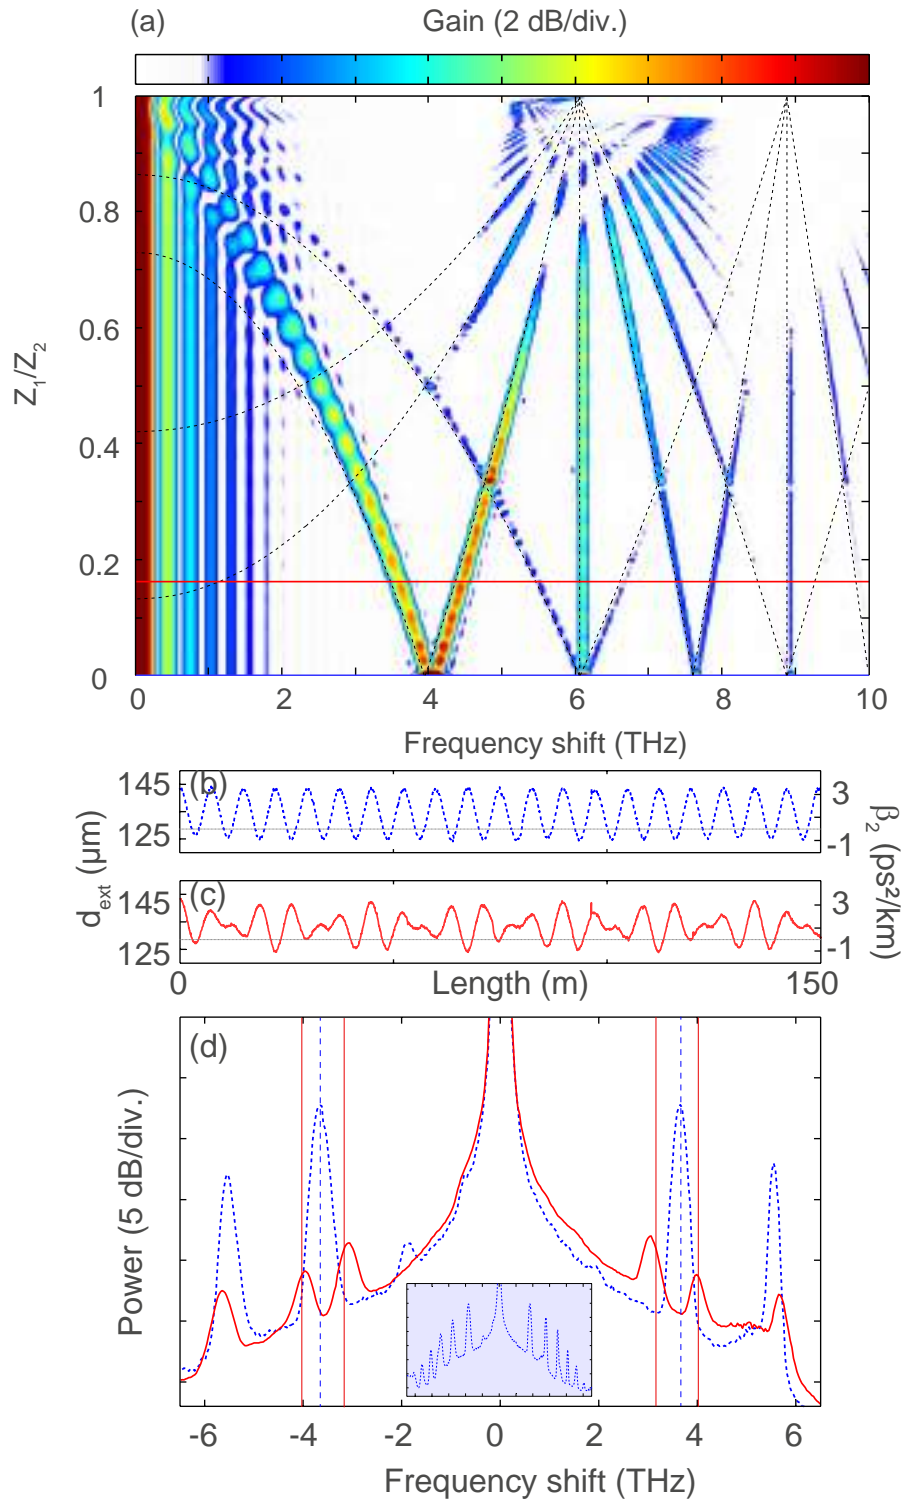 (a)
Gain (2 dB/div.)
1
0.8
0.6
0.4
0.2
0
Z1/Z2
0 2 4 6 8 10
Frequency shift (THz)
(b)
145
125
3
-1
(c)
145
125
3
-1
d_ext (µm)
β2 (ps²/km)
0 Length (m) 150
(d)
Power (5 dB/div.)
-6 -4 -2 0 2 4 6
Frequency shift (THz)